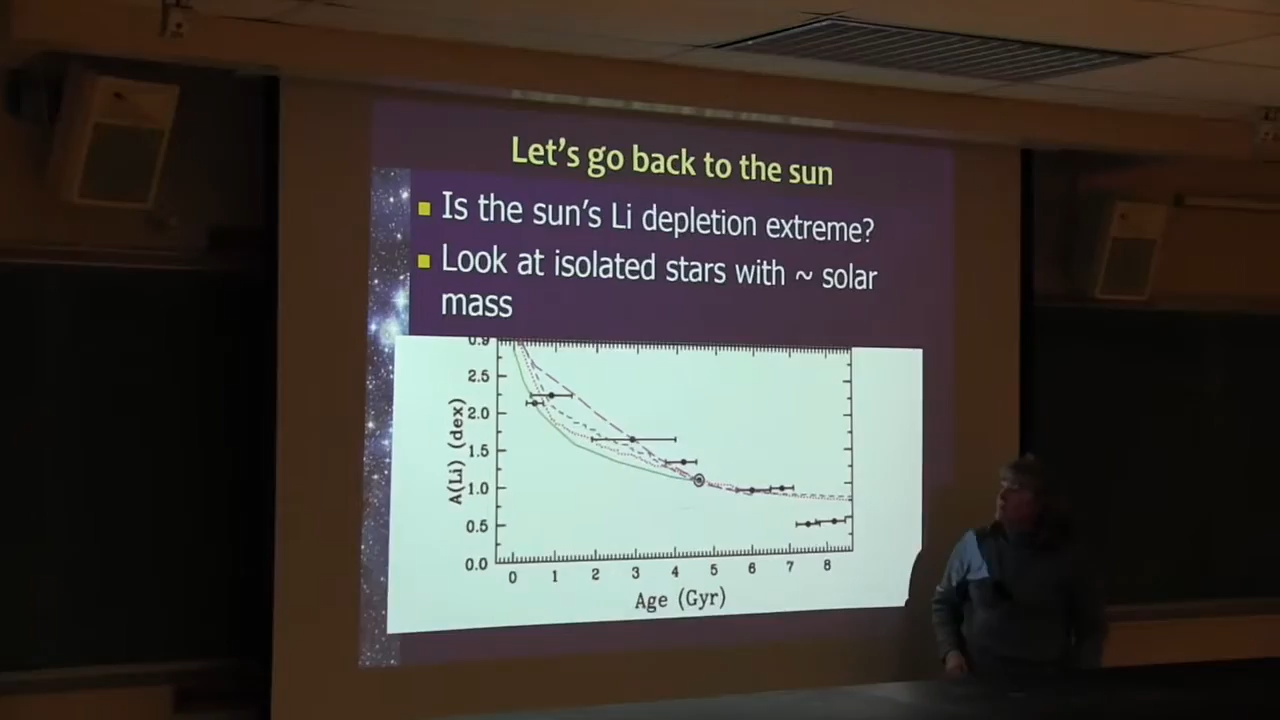 Let's go back to the sun
Is the sun's Li depletion extreme?
Look at isolated stars with ~ solar
mass
2.5
2.0
1.5
1.0
0.5
0.0
A(Li) (dex)
0 1 2 3 4 5 6 7 8
Age (Gyr)